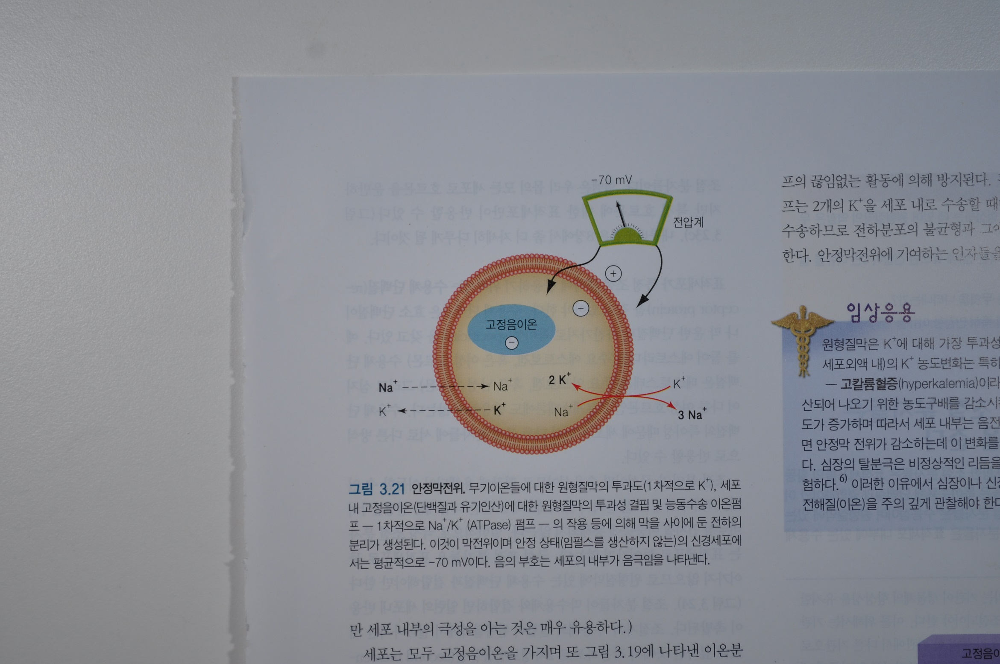 -70 mV
전압계
+
−
고정음이온
−
Na⁺ Na⁺
K⁺ K⁺
2 K⁺ K⁺
Na⁺ 3 Na⁺
그림 3.21 안정막전위. 무기이온들에 대한 원형질막의 투과도(1차적으로 K⁺), 세포
내 고정음이온(단백질과 유기인산)에 대한 원형질막의 투과성 결핍 및 능동수송 이온펌
프 — 1차적으로 Na⁺/K⁺ (ATPase) 펌프 — 의 작용 등에 의해 막을 사이에 둔 전하의
분리가 생성된다. 이것이 막전위이며 안정 상태(임펄스를 생산하지 않는)의 신경세포에
서는 평균적으로 -70 mV이다. 음의 부호는 세포의 내부가 음극임을 나타낸다.
만 세포 내부의 극성을 아는 것은 매우 유용하다.)
세포는 모두 고정음이온을 가지며 또 그림 3.19에 나타낸 이온분
프의 끊임없는 활동에 의해 방지된다.
프는 2개의 K⁺을 세포 내로 수송할 때
수송하므로 전하분포의 불균형과
한다. 안정막전위에 기여하는 인자들을
임상응용
원형질막은 K⁺에 대해 가장 투과성
세포외액 내)의 K⁺ 농도변화는 특히
— 고칼륨혈증(hyperkalemia)이라
산되어 나오기 위한 농도구배를 감소시
도가 증가하며 따라서 세포 내부는 음전
면 안정막 전위가 감소하는데 이 변화를
다. 심장의 탈분극은 비정상적인 리듬을
험하다.⁶⁾ 이러한 이유에서 심장이나 신장
전해질(이온)을 주의 깊게 관찰해야 한다
고정음이